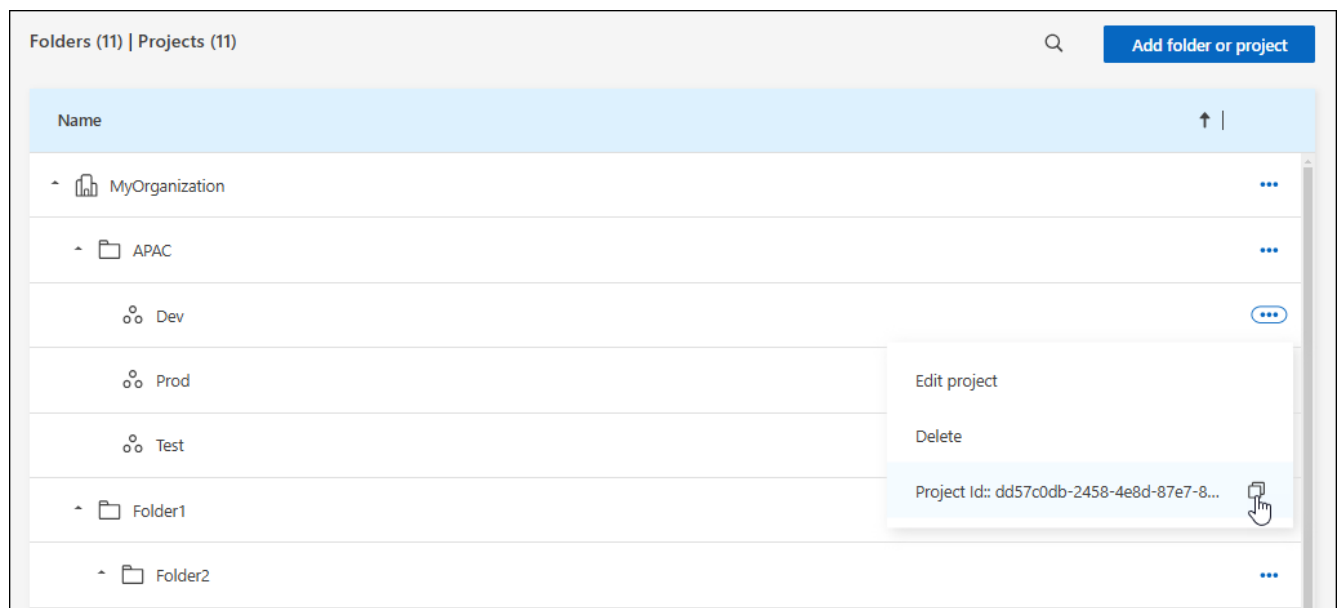 Folders (11) | Projects (11)
Add folder or project
Name
MyOrganization
APAC
Dev
Prod
Edit project
Delete
Test
Project Id:: dd57c0db-2458-4e8d-87e7-8...
Folder1
Folder2